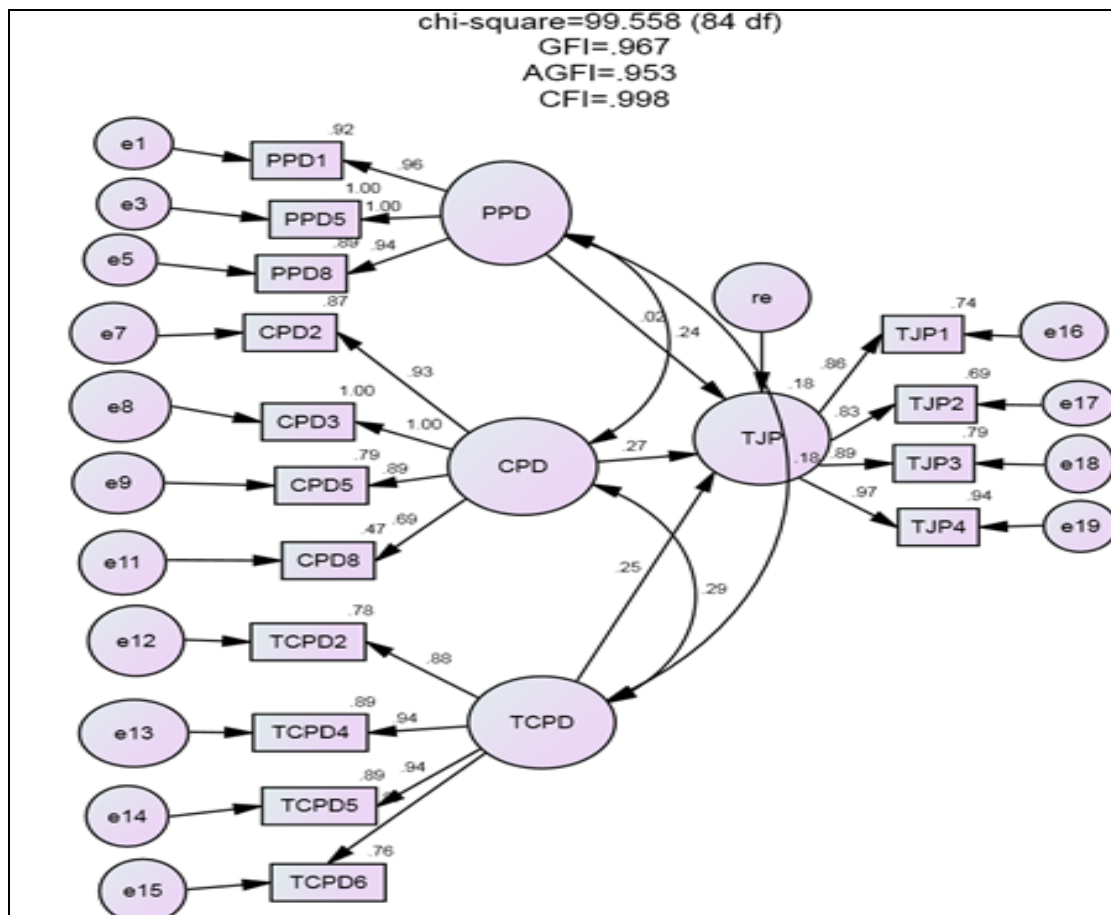 chi-square=99.558 (84 df)
GFI=.967
AGFI=.953
CFI=.998
.92
e1
PPD1
.96
1.00
e3
PPD5
1.00
PPD
.89
.94
e5
PPD8
.87
re
.02
.24
.74
e7
CPD2
TJP1
e16
.93
.86
.18
.69
1.00
TJP2
e17
e8
CPD3
1.00
.83
TJP
.79
.79
.89
CPD
.27
.18
.89
TJP3
e18
e9
CPD5
.97
.94
.47
.69
TJP4
e19
e11
CPD8
.25
.29
.78
e12
TCPD2
.88
.89
.94
TCPD
e13
TCPD4
.89
.94
e14
TCPD5
.76
e15
TCPD6